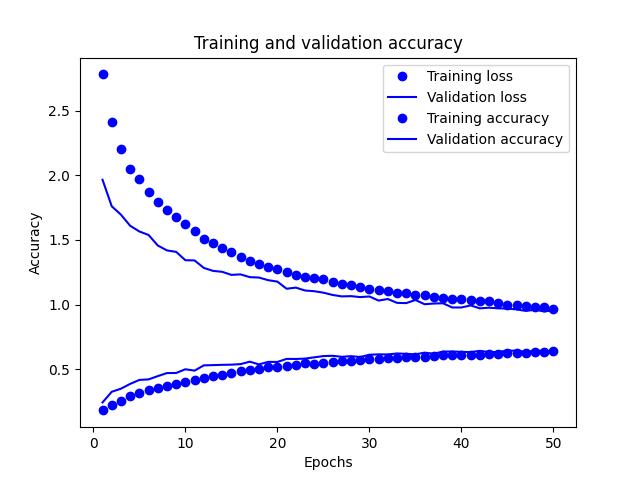 Training and validation accuracy
Training loss
Validation loss
Training accuracy
Validation accuracy
2.5
2.0
1.5
1.0
0.5
Accuracy
0 10 20 30 40 50
Epochs